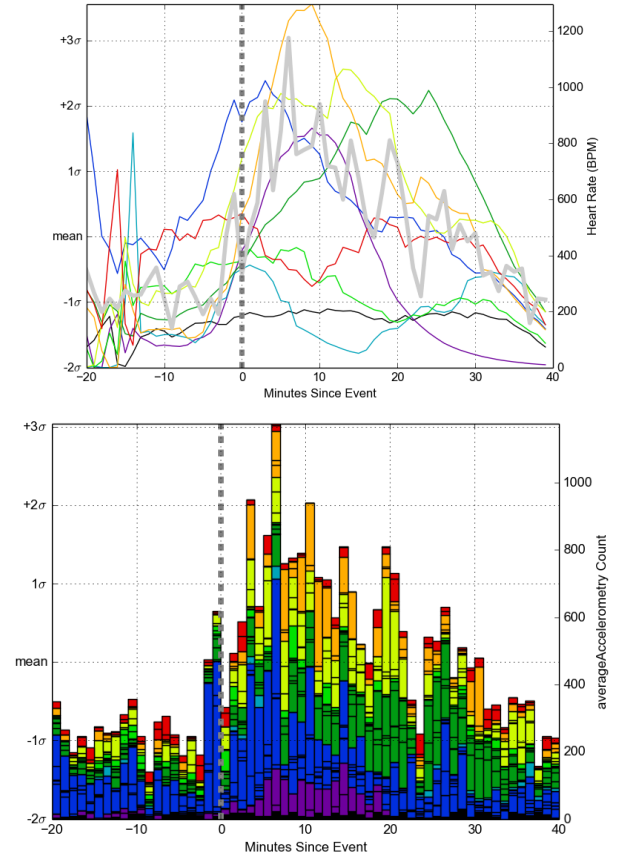 +3σ
+2σ
1σ
mean
-1σ
-2σ
1200
1000
800
600
400
200
0
Heart Rate (BPM)
−20
−10
0
10
20
30
40
Minutes Since Event
+3σ
+2σ
1σ
mean
-1σ
-2σ
1000
800
600
400
200
0
averageAccelerometry Count
−20
−10
0
10
20
30
40
Minutes Since Event